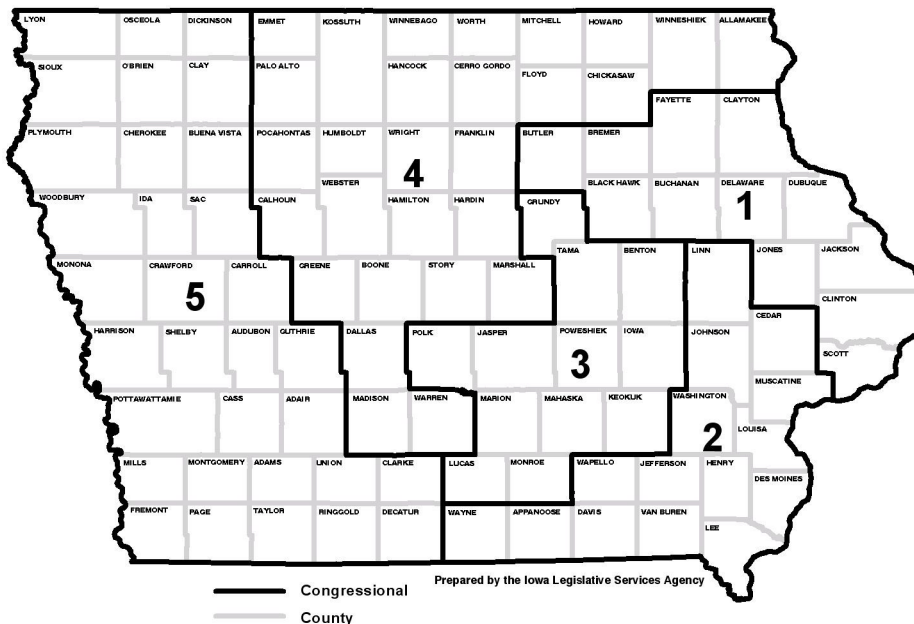 LYON OSCEOLA DICKINSON EMMET KOSSUTH WINNEBAGO WORTH MITCHELL HOWARD WINNESHIEK ALLAMAKEE
SIOUX O'BRIEN CLAY PALO ALTO HANCOCK CERRO GORDO FLOYD CHICKASAW
FAYETTE CLAYTON
PLYMOUTH CHEROKEE BUENA VISTA POCAHONTAS HUMBOLDT WRIGHT FRANKLIN BUTLER BREMER
4
WEBSTER BLACK HAWK BUCHANAN DELAWARE DUBUQUE
WOODBURY IDA SAC CALHOUN HAMILTON HARDIN GRUNDY 1
TAMA BENTON LINN JONES JACKSON
MONONA CRAWFORD CARROLL GREENE BOONE STORY MARSHALL
5
CLINTON
CEDAR
HARRISON SHELBY AUDUBON GUTHRIE DALLAS POLK JASPER POWESHIEK IOWA JOHNSON
SCOTT
3
MUSCATINE
POTTAWATTAMIE CASS ADAIR MADISON WARREN MARION MAHASKA KEOKUK WASHINGTON
LOUISA
2
MILLS MONTGOMERY ADAMS UNION CLARKE LUCAS MONROE WAPELLO JEFFERSON HENRY
DES MOINES
FREMONT PAGE TAYLOR RINGGOLD DECATUR WAYNE APPANOOSE DAVIS VAN BUREN
LEE
Prepared by the Iowa Legislative Services Agency
Congressional
County